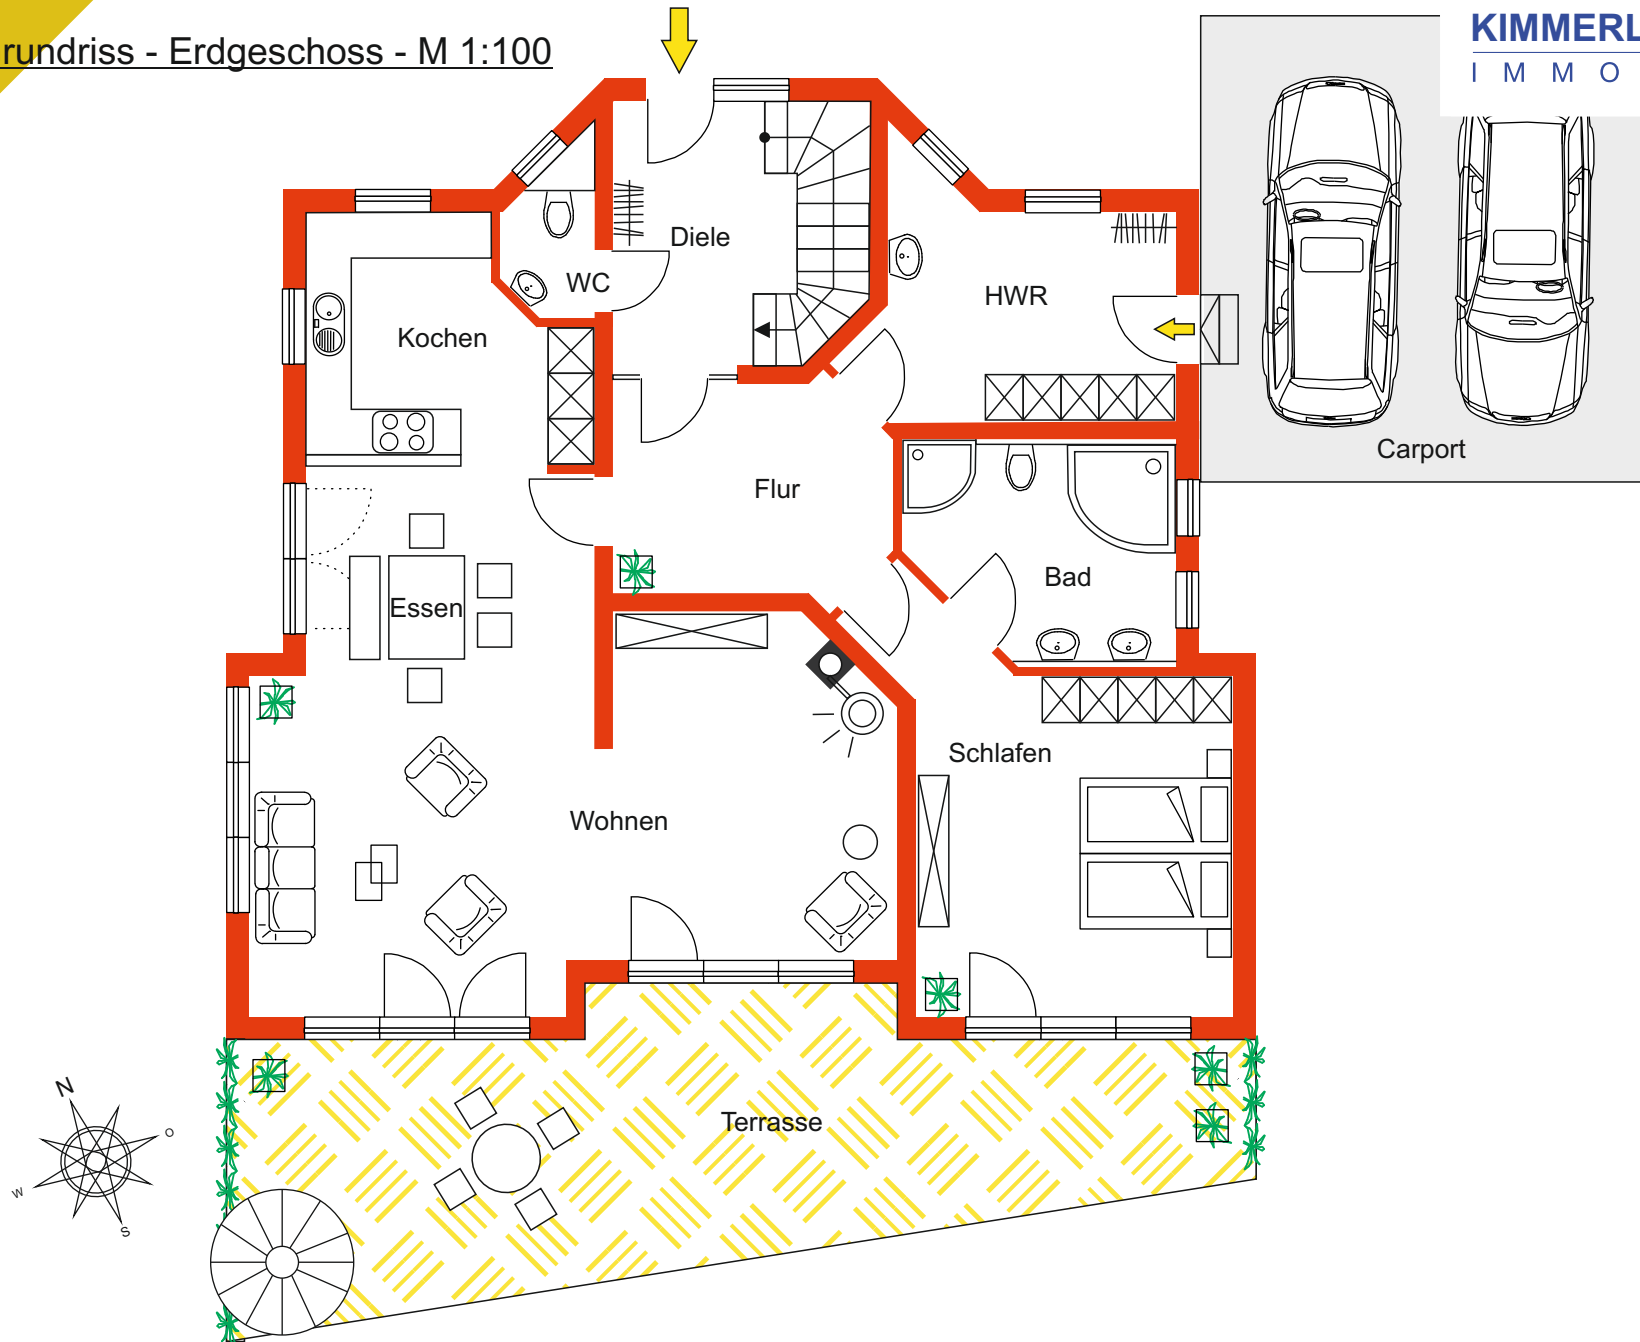 rundriss - Erdgeschoss - M 1:100
KIMMERL
I M M O
Diele
WC
HWR
Kochen
Carport
Flur
Bad
Essen
Schlafen
Wohnen
Terrasse
N
O
W
S